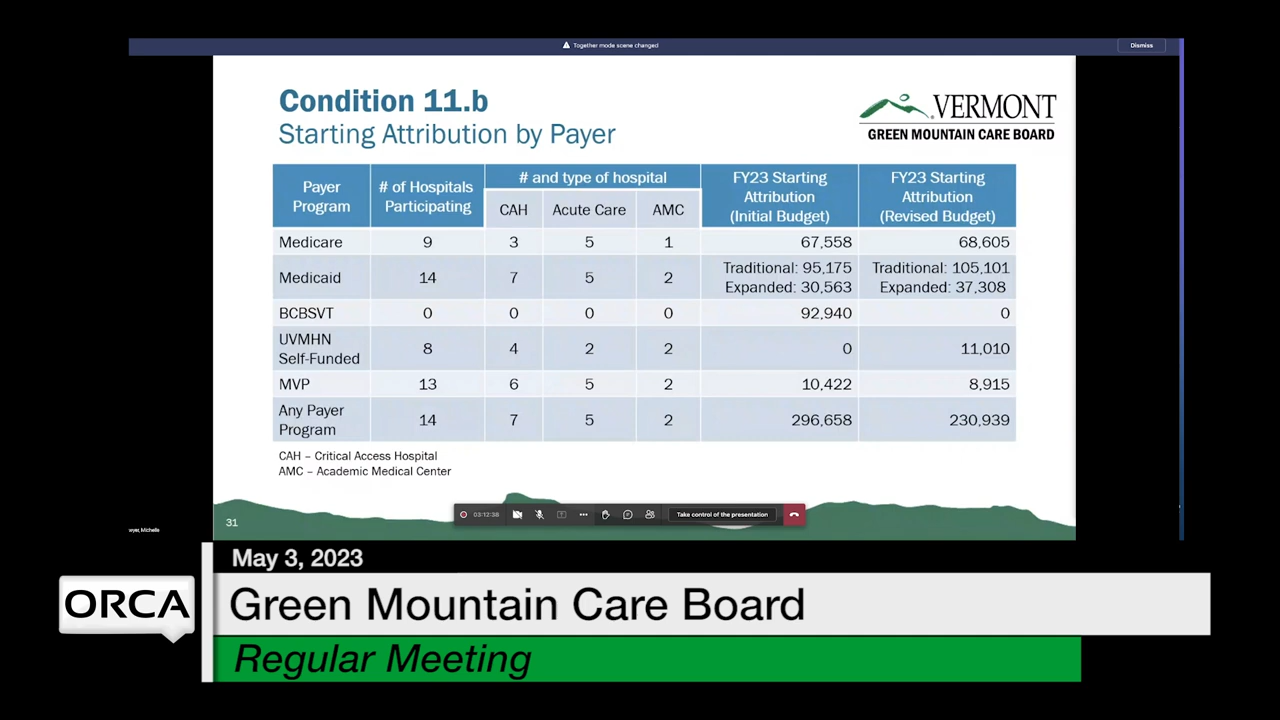 Together mode scene changed
Dismiss
Condition 11.b
Starting Attribution by Payer
VERMONT
GREEN MOUNTAIN CARE BOARD
Payer Program
# of Hospitals Participating
# and type of hospital
CAH
Acute Care
AMC
FY23 Starting Attribution (Initial Budget)
FY23 Starting Attribution (Revised Budget)
Medicare 9 3 5 1 67,558 68,605
Medicaid 14 7 5 2 Traditional: 95,175 Expanded: 30,563 Traditional: 105,101 Expanded: 37,308
BCBSVT 0 0 0 0 92,940 0
UVMHN Self-Funded 8 4 2 2 0 11,010
MVP 13 6 5 2 10,422 8,915
Any Payer Program 14 7 5 2 296,658 230,939
CAH – Critical Access Hospital
AMC – Academic Medical Center
31
03:12:38
Take control of the presentation
Michelle
May 3, 2023
ORCA
Green Mountain Care Board
Regular Meeting